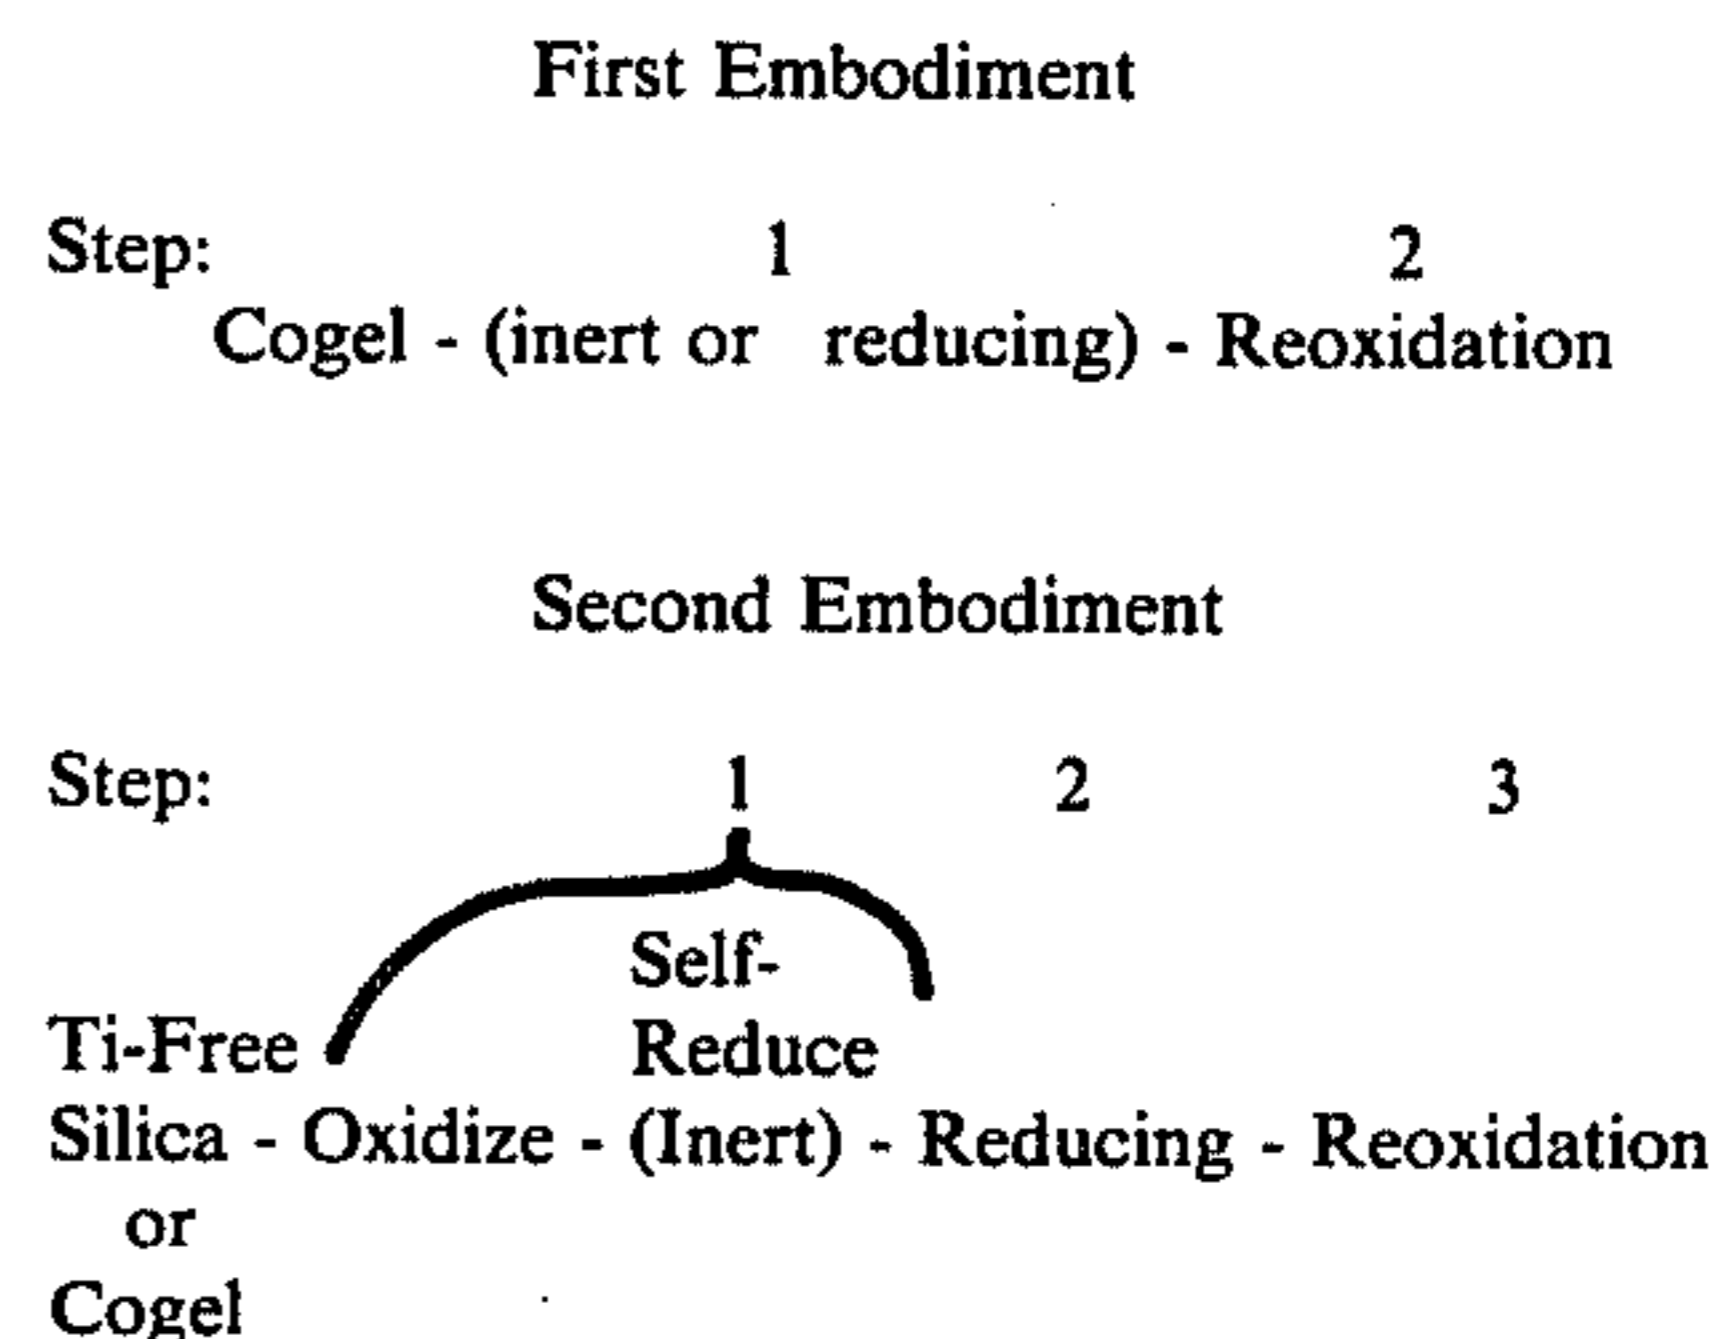 First Embodiment
Step: 1 2
Cogel - (inert or reducing) - Reoxidation
Second Embodiment
Step: 1 2 3
Self-
Ti-Free Reduce
Silica - Oxidize - (Inert) - Reducing - Reoxidation
or
Cogel